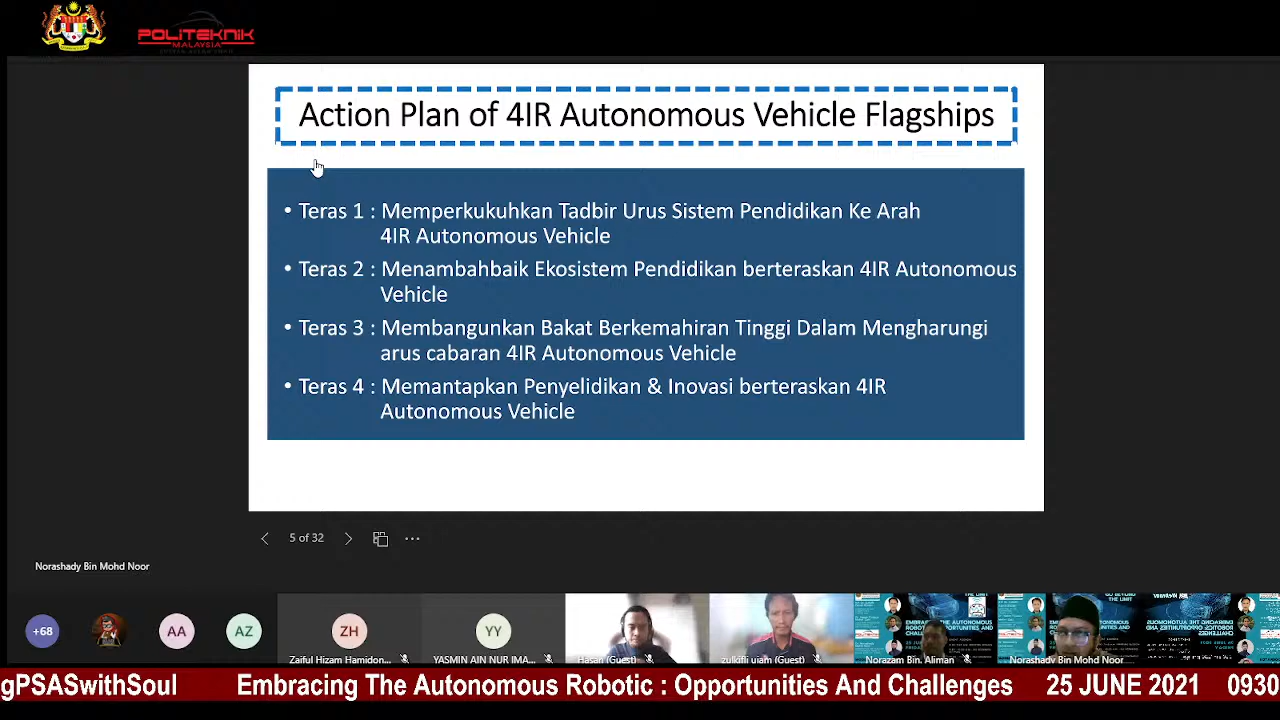 POLITEKNIK
MALAYSIA
Action Plan of 4IR Autonomous Vehicle Flagships
• Teras 1 : Memperkukuhkan Tadbir Urus Sistem Pendidikan Ke Arah
4IR Autonomous Vehicle
• Teras 2 : Menambahbaik Ekosistem Pendidikan berteraskan 4IR Autonomous
Vehicle
• Teras 3 : Membangunkan Bakat Berkemahiran Tinggi Dalam Mengharungi
arus cabaran 4IR Autonomous Vehicle
• Teras 4 : Memantapkan Penyelidikan & Inovasi berteraskan 4IR
Autonomous Vehicle
5 of 32
Norashady Bin Mohd Noor
+68
AA
AZ
ZH
YY
Zaiful Hizam Hamidon...
YASMIN AIN NUR IMA...
Hasan (Guest)
zulkifli uiam (Guest)
Norazam Bin. Aliman
Norashady Bin Mohd Noor
gPSASwithSoul Embracing The Autonomous Robotic : Opportunities And Challenges 25 JUNE 2021 0930